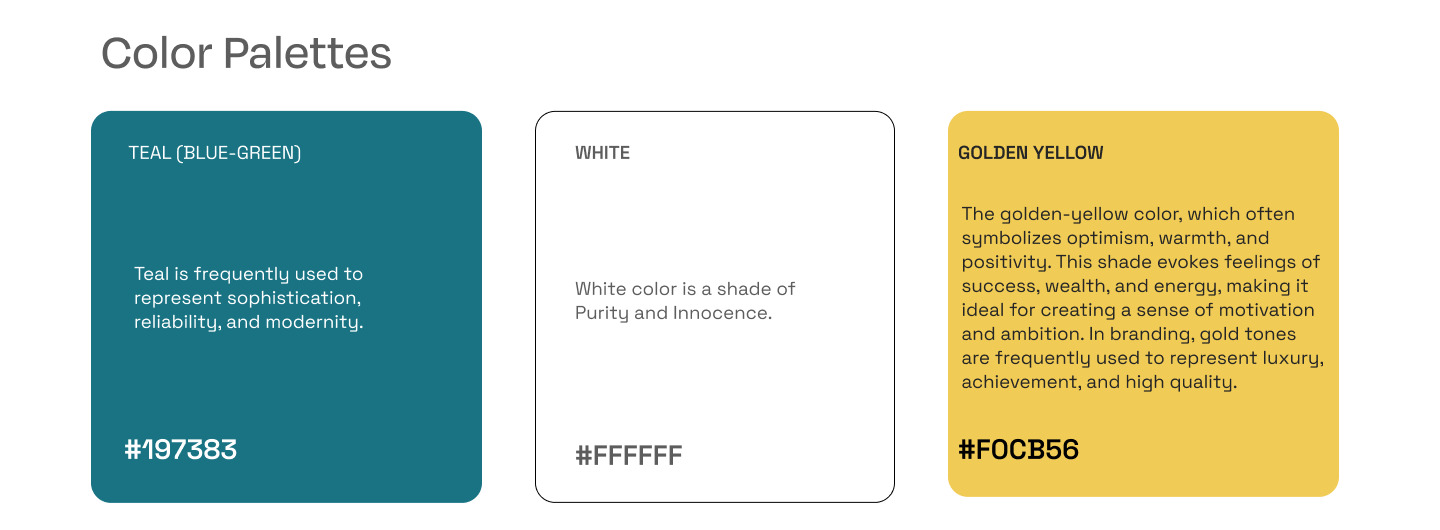 Color Palettes
TEAL (BLUE-GREEN)
Teal is frequently used to
represent sophistication,
reliability, and modernity.
#197383
WHITE
White color is a shade of
Purity and Innocence.
#FFFFFF
GOLDEN YELLOW
The golden-yellow color, which often
symbolizes optimism, warmth, and
positivity. This shade evokes feelings of
success, wealth, and energy, making it
ideal for creating a sense of motivation
and ambition. In branding, gold tones
are frequently used to represent luxury,
achievement, and high quality.
#F0CB56